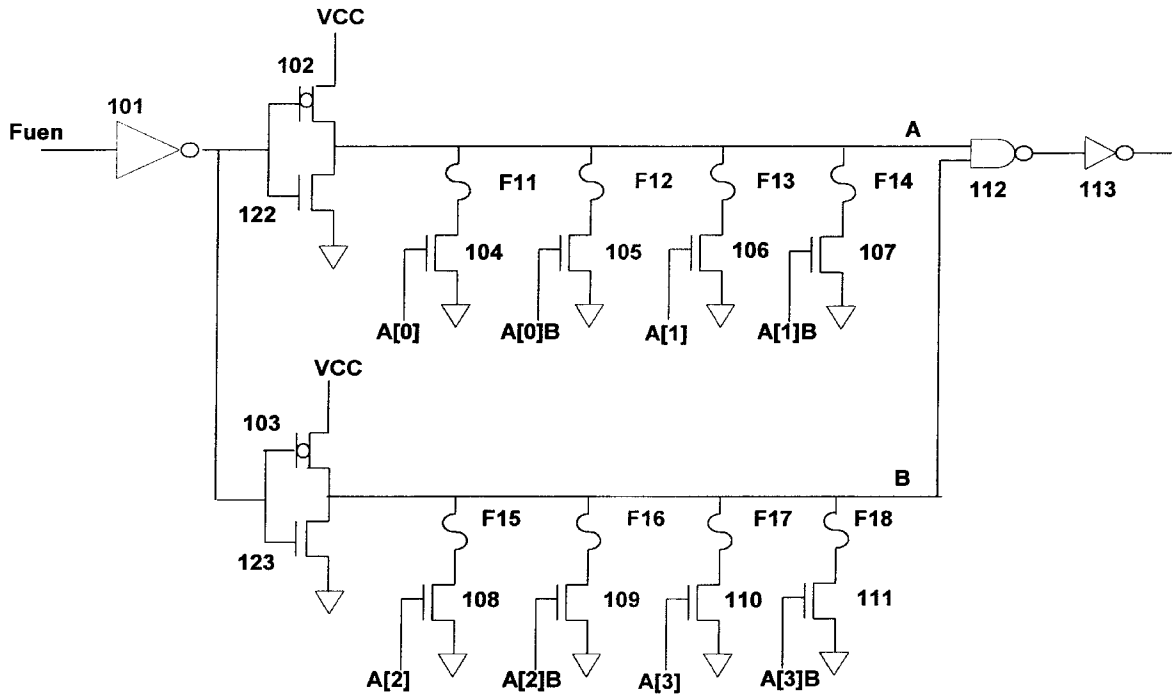 VCC
102
101
Fuen
A
F11
F12
F13
F14
112
113
122
104
105
106
107
A[0]
A[0]B
A[1]
A[1]B
VCC
103
B
F15
F16
F17
F18
123
108
109
110
111
A[2]
A[2]B
A[3]
A[3]B